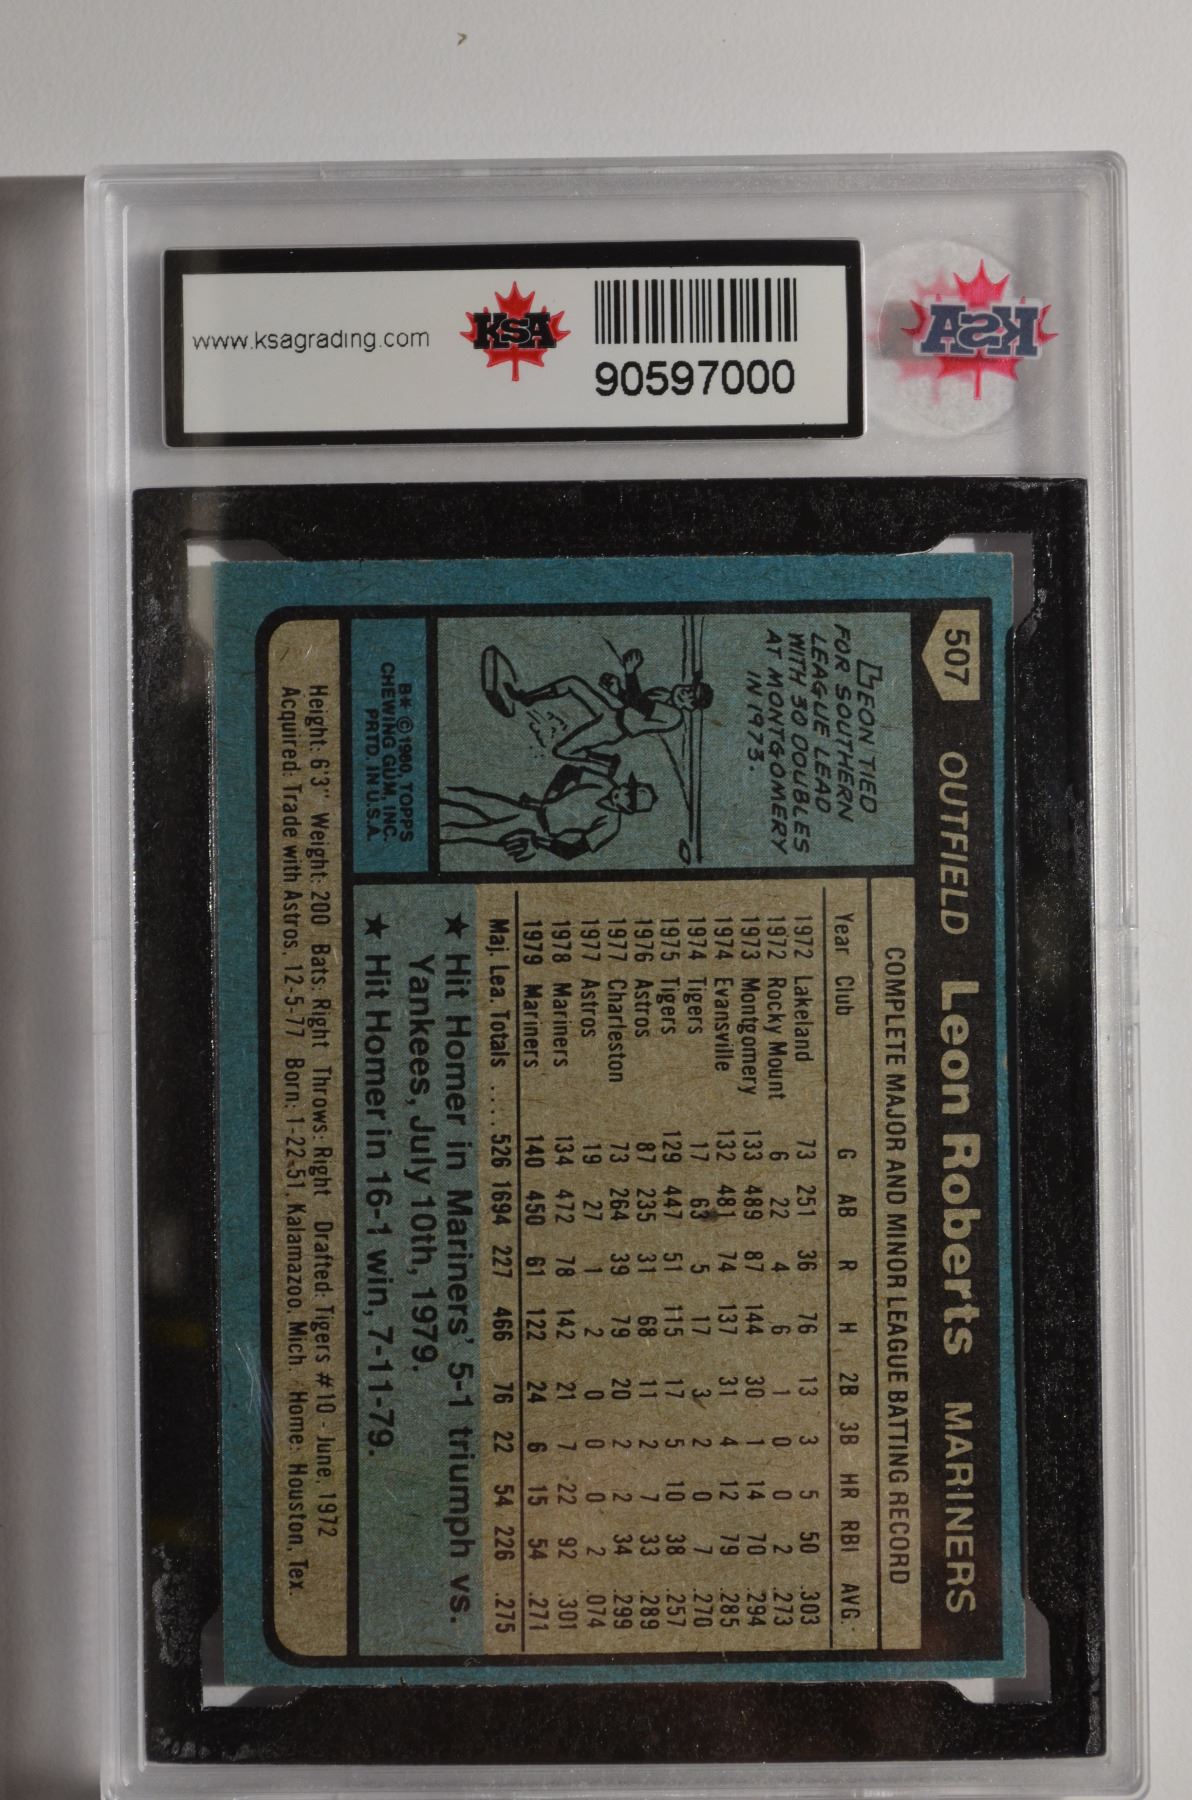 www.ksagrading.com
KSA
90597000
KSA
507 OUTFIELD Leon Roberts MARINERS
LEON TIED
FOR SOUTHERN
LEAGUE LEAD
WITH 30 DOUBLES
AT MONTGOMERY
IN 1973.
B* © 1980, TOPPS
CHEWING GUM, INC.
PRTD. IN U.S.A.
COMPLETE MAJOR AND MINOR LEAGUE BATTING RECORD
Year Club G AB R H 2B 3B HR RBI AVG.
1972 Lakeland 73 251 36 76 13 3 5 50 .303
1972 Rocky Mount 6 22 4 6 1 0 0 2 .273
1973 Montgomery 133 489 87 144 30 1 14 70 .294
1974 Evansville 132 481 74 137 31 4 12 79 .285
1974 Tigers 17 63 5 17 3 2 0 7 .270
1975 Tigers 129 447 51 115 17 5 10 38 .257
1976 Astros 87 235 31 68 11 2 7 33 .289
1977 Charleston 73 264 39 79 20 2 2 34 .299
1977 Astros 19 27 1 2 0 0 0 2 .074
1978 Mariners 134 472 78 142 21 7 22 92 .301
1979 Mariners 140 450 61 122 24 6 15 54 .271
Maj. Lea. Totals .... 526 1694 227 466 76 22 54 226 .275
★ Hit Homer in Mariners' 5-1 triumph vs.
Yankees, July 10th, 1979.
★ Hit Homer in 16-1 win, 7-11-79.
Height: 6'3" Weight: 200 Bats: Right Throws: Right Drafted: Tigers #10 - June, 1972
Acquired: Trade with Astros, 12-5-77 Born: 1-22-51, Kalamazoo, Mich. Home: Houston, Tex.